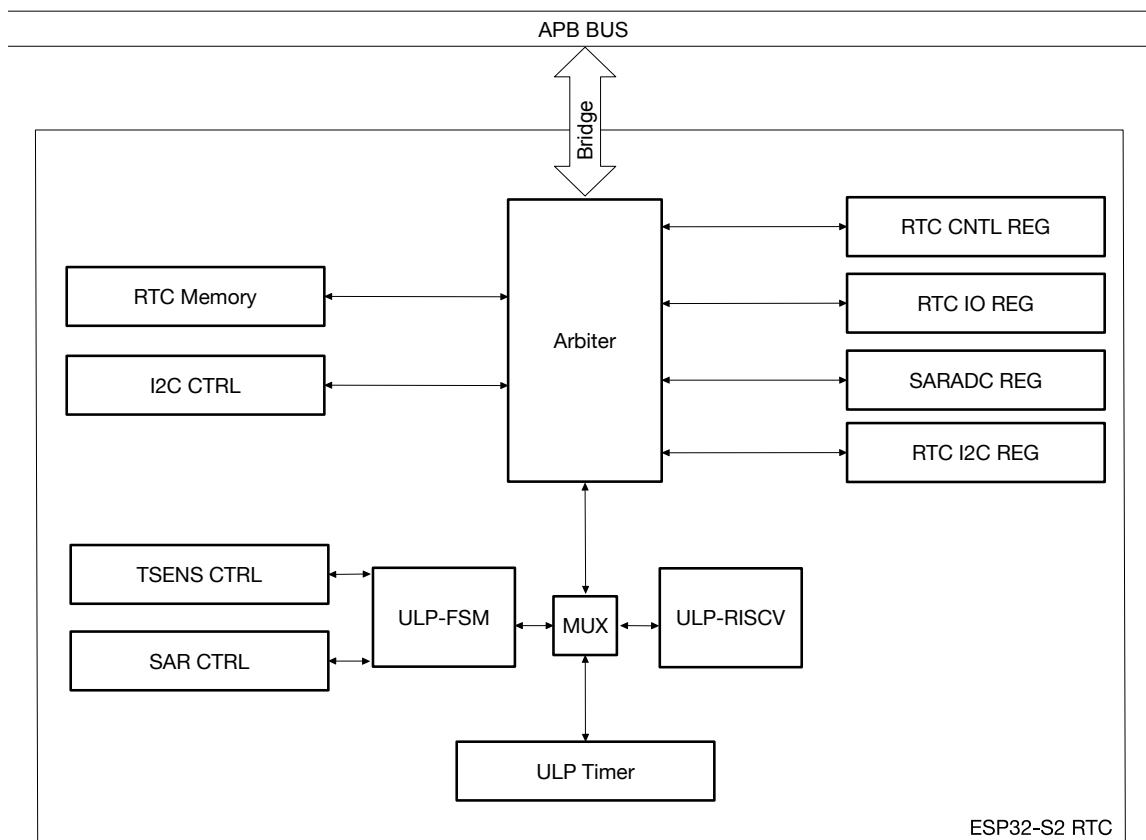 APB BUS
Bridge
RTC CNTL REG
RTC Memory
RTC IO REG
Arbiter
I2C CTRL
SARADC REG
RTC I2C REG
TSENS CTRL
ULP-FSM
MUX
ULP-RISCV
SAR CTRL
ULP Timer
ESP32-S2 RTC